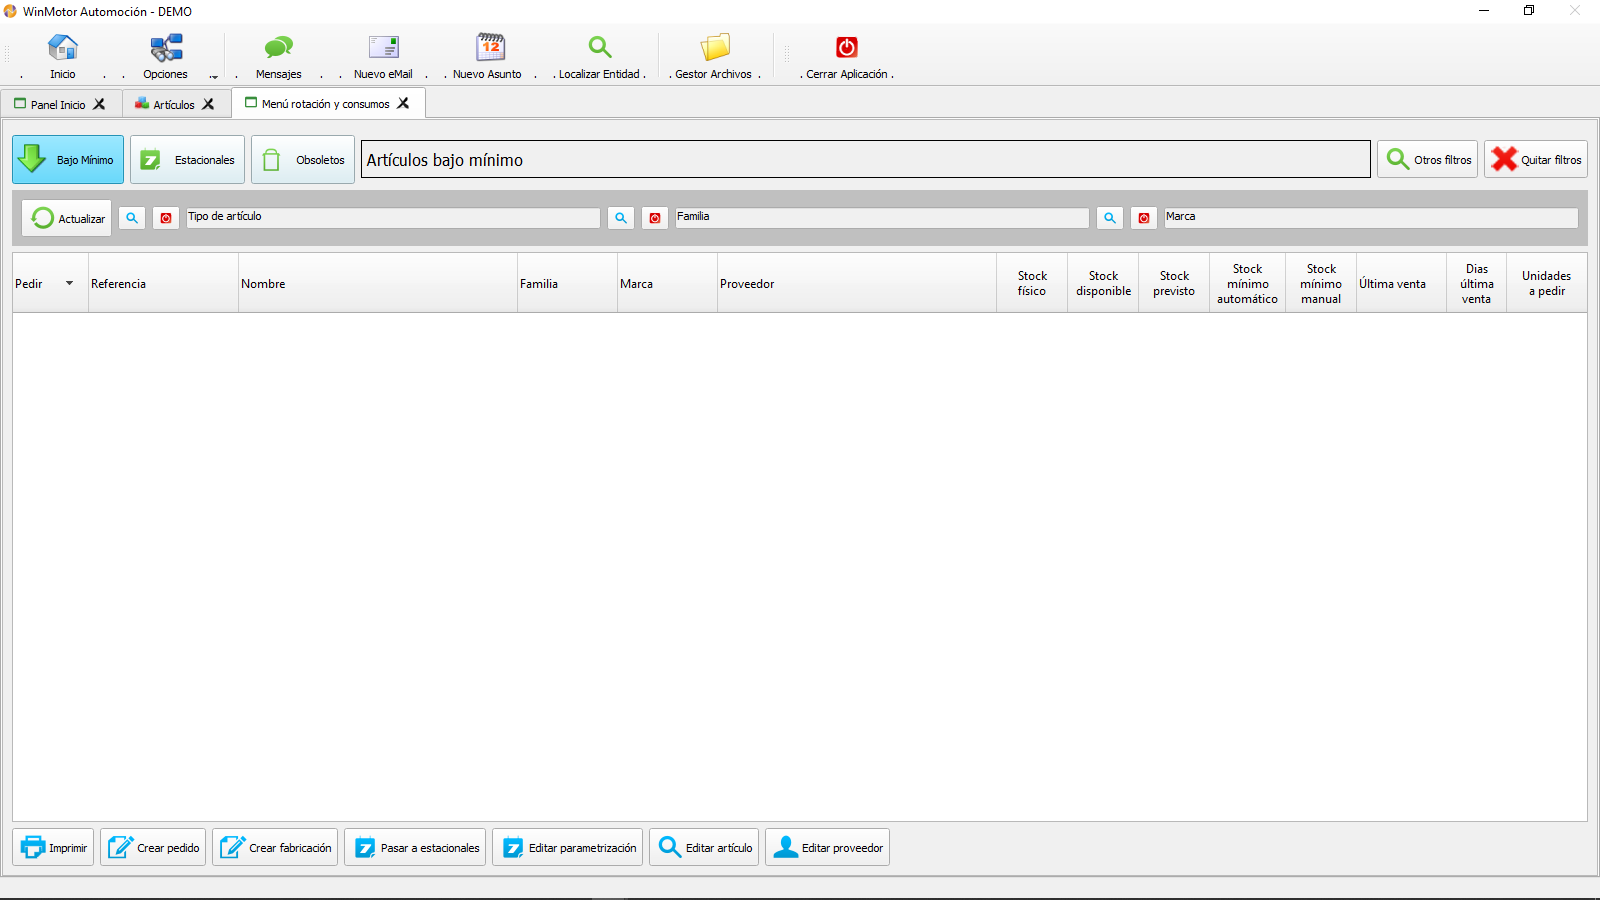 WinMotor Automoción - DEMO
. Inicio .
. Opciones
. Mensajes .
. Nuevo eMail .
. Nuevo Asunto .
. Localizar Entidad .
. Gestor Archivos .
. Cerrar Aplicación .
Panel Inicio
Artículos
Menú rotación y consumos
Bajo Mínimo
Estacionales
Obsoletos
Artículos bajo mínimo
Otros filtros
Quitar filtros
Actualizar
Tipo de artículo
Familia
Marca
Pedir
Referencia
Nombre
Familia
Marca
Proveedor
Stock
físico
Stock
disponible
Stock
previsto
Stock
mínimo
automático
Stock
mínimo
manual
Última venta
Dias
última
venta
Unidades
a pedir
Imprimir
Crear pedido
Crear fabricación
Pasar a estacionales
Editar parametrización
Editar artículo
Editar proveedor